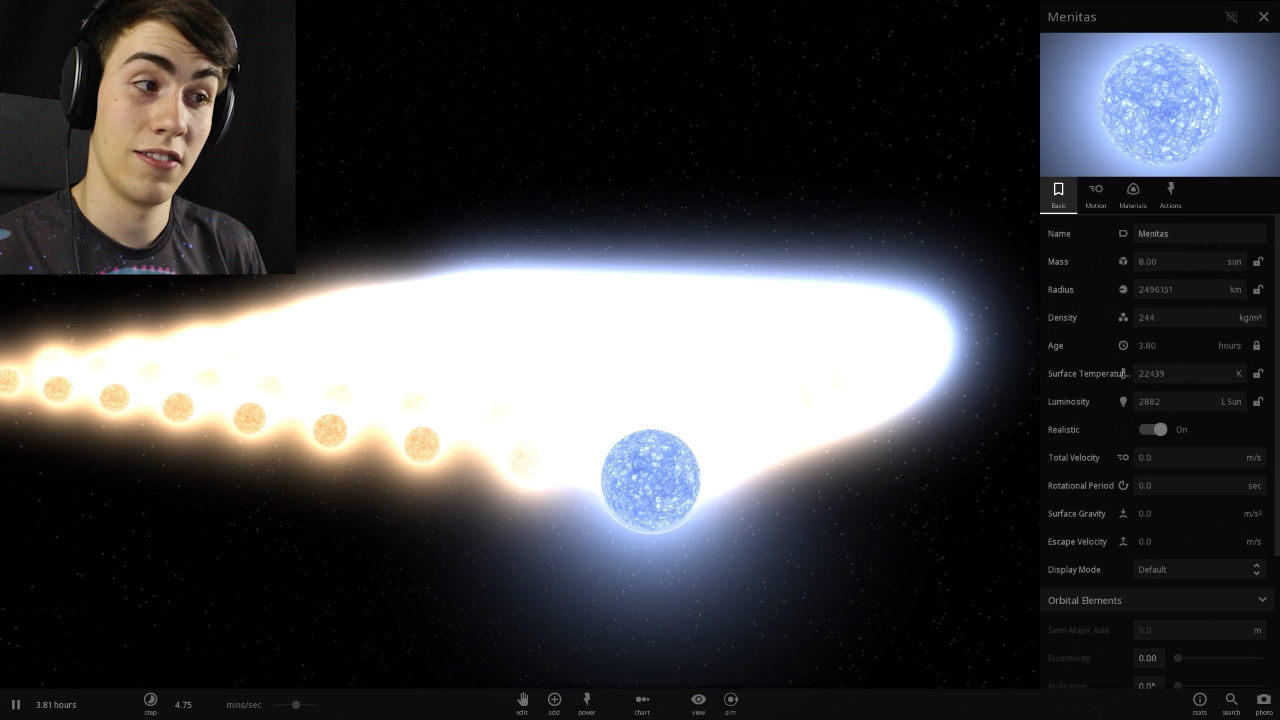 Menitas
Basic Motion Materials Actions
Name Menitas
Mass 8.00 sun
Radius 2496151 km
Density 244 kg/m³
Age 3.80 hours
Surface Temperatur... 22439 K
Luminosity 2882 L Sun
Realistic On
Total Velocity 0.0 m/s
Rotational Period 0.0 sec
Surface Gravity 0.0 m/s²
Escape Velocity 0.0 m/s
Display Mode Default
Orbital Elements
Semi-Major Axis 0.0 m
Eccentricity 0.00
Inclination 0.0°
3.81 hours step 4.75 mins/sec edit add power chart view sim stats search photo